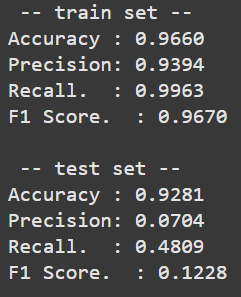 -- train set --
Accuracy : 0.9660
Precision: 0.9394
Recall.  : 0.9963
F1 Score.  : 0.9670
-- test set --
Accuracy : 0.9281
Precision: 0.0704
Recall.  : 0.4809
F1 Score.  : 0.1228